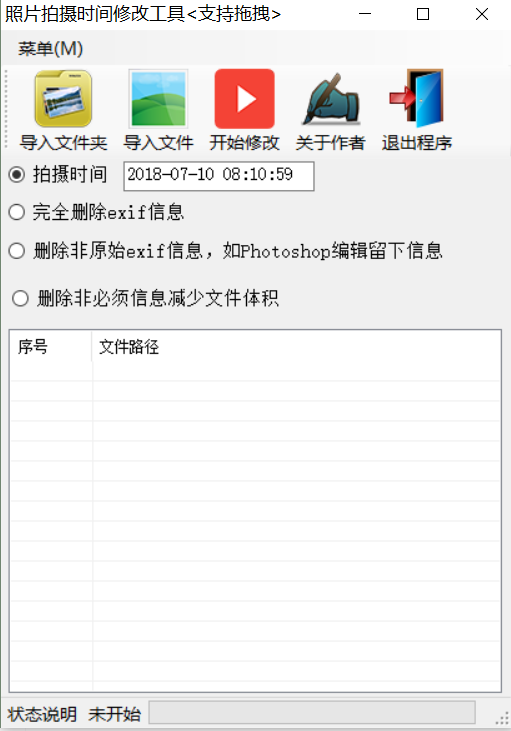 照片拍摄时间修改工具<支持拖拽>
菜单(M)
导入文件夹 导入文件 开始修改 关于作者 退出程序
拍摄时间 2018-07-10 08:10:59
完全删除exif信息
删除非原始exif信息，如Photoshop编辑留下信息
删除非必须信息减少文件体积
序号 文件路径
状态说明 未开始